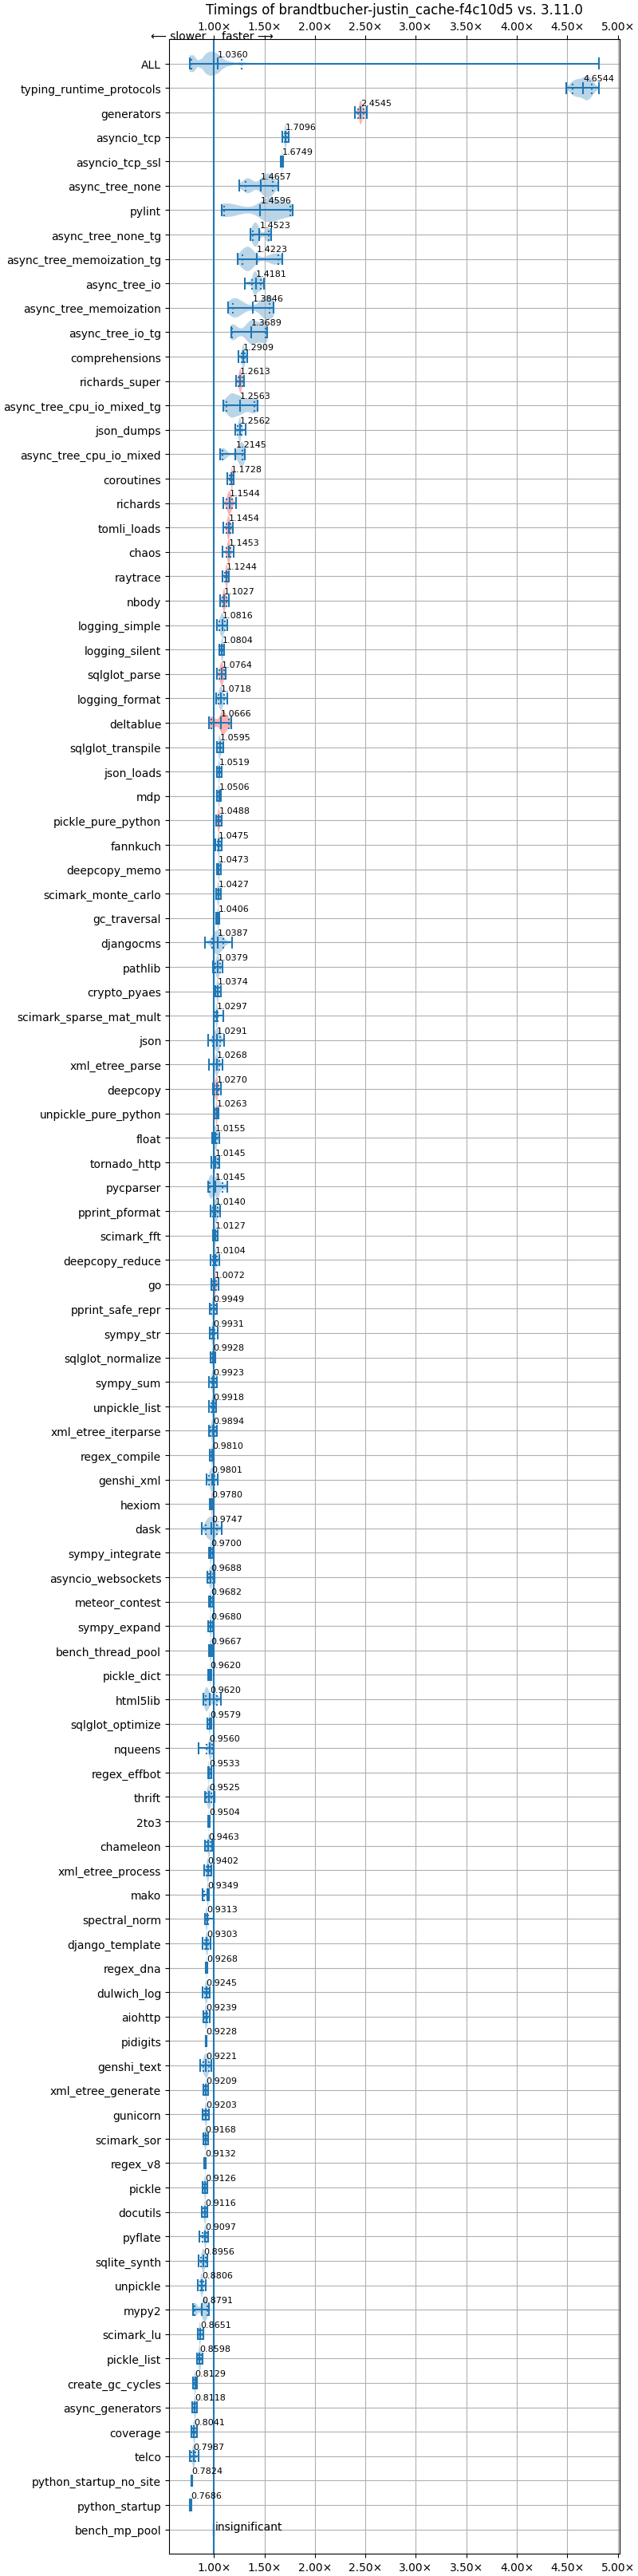 Timings of brandtbucher-justin_cache-f4c10d5 vs. 3.11.0
1.00× 1.50× 2.00× 2.50× 3.00× 3.50× 4.00× 4.50× 5.00×
⟵ slower faster ⟶
ALL 1.0360
typing_runtime_protocols 4.6544
generators 2.4545
asyncio_tcp 1.7096
asyncio_tcp_ssl 1.6749
async_tree_none 1.4657
pylint 1.4596
async_tree_none_tg 1.4523
async_tree_memoization_tg 1.4223
async_tree_io 1.4181
async_tree_memoization 1.3846
async_tree_io_tg 1.3689
comprehensions 1.2909
richards_super 1.2613
async_tree_cpu_io_mixed_tg 1.2563
json_dumps 1.2562
async_tree_cpu_io_mixed 1.2145
coroutines 1.1728
richards 1.1544
tomli_loads 1.1454
chaos 1.1453
raytrace 1.1244
nbody 1.1027
logging_simple 1.0816
logging_silent 1.0804
sqlglot_parse 1.0764
logging_format 1.0718
deltablue 1.0666
sqlglot_transpile 1.0595
json_loads 1.0519
mdp 1.0506
pickle_pure_python 1.0488
fannkuch 1.0475
deepcopy_memo 1.0473
scimark_monte_carlo 1.0427
gc_traversal 1.0406
djangocms 1.0387
pathlib 1.0379
crypto_pyaes 1.0374
scimark_sparse_mat_mult 1.0297
json 1.0291
xml_etree_parse 1.0268
deepcopy 1.0270
unpickle_pure_python 1.0263
float 1.0155
tornado_http 1.0145
pycparser 1.0145
pprint_pformat 1.0140
scimark_fft 1.0127
deepcopy_reduce 1.0104
go 1.0072
pprint_safe_repr 0.9949
sympy_str 0.9931
sqlglot_normalize 0.9928
sympy_sum 0.9923
unpickle_list 0.9918
xml_etree_iterparse 0.9894
regex_compile 0.9810
genshi_xml 0.9801
hexiom 0.9780
dask 0.9747
sympy_integrate 0.9700
asyncio_websockets 0.9688
meteor_contest 0.9682
sympy_expand 0.9680
bench_thread_pool 0.9667
pickle_dict 0.9620
html5lib 0.9620
sqlglot_optimize 0.9579
nqueens 0.9560
regex_effbot 0.9533
thrift 0.9525
2to3 0.9504
chameleon 0.9463
xml_etree_process 0.9402
mako 0.9349
spectral_norm 0.9313
django_template 0.9303
regex_dna 0.9268
dulwich_log 0.9245
aiohttp 0.9239
pidigits 0.9228
genshi_text 0.9221
xml_etree_generate 0.9209
gunicorn 0.9203
scimark_sor 0.9168
regex_v8 0.9132
pickle 0.9126
docutils 0.9116
pyflate 0.9097
sqlite_synth 0.8956
unpickle 0.8806
mypy2 0.8791
scimark_lu 0.8651
pickle_list 0.8598
create_gc_cycles 0.8129
async_generators 0.8118
coverage 0.8041
telco 0.7987
python_startup_no_site 0.7824
python_startup 0.7686
bench_mp_pool insignificant
1.00× 1.50× 2.00× 2.50× 3.00× 3.50× 4.00× 4.50× 5.00×